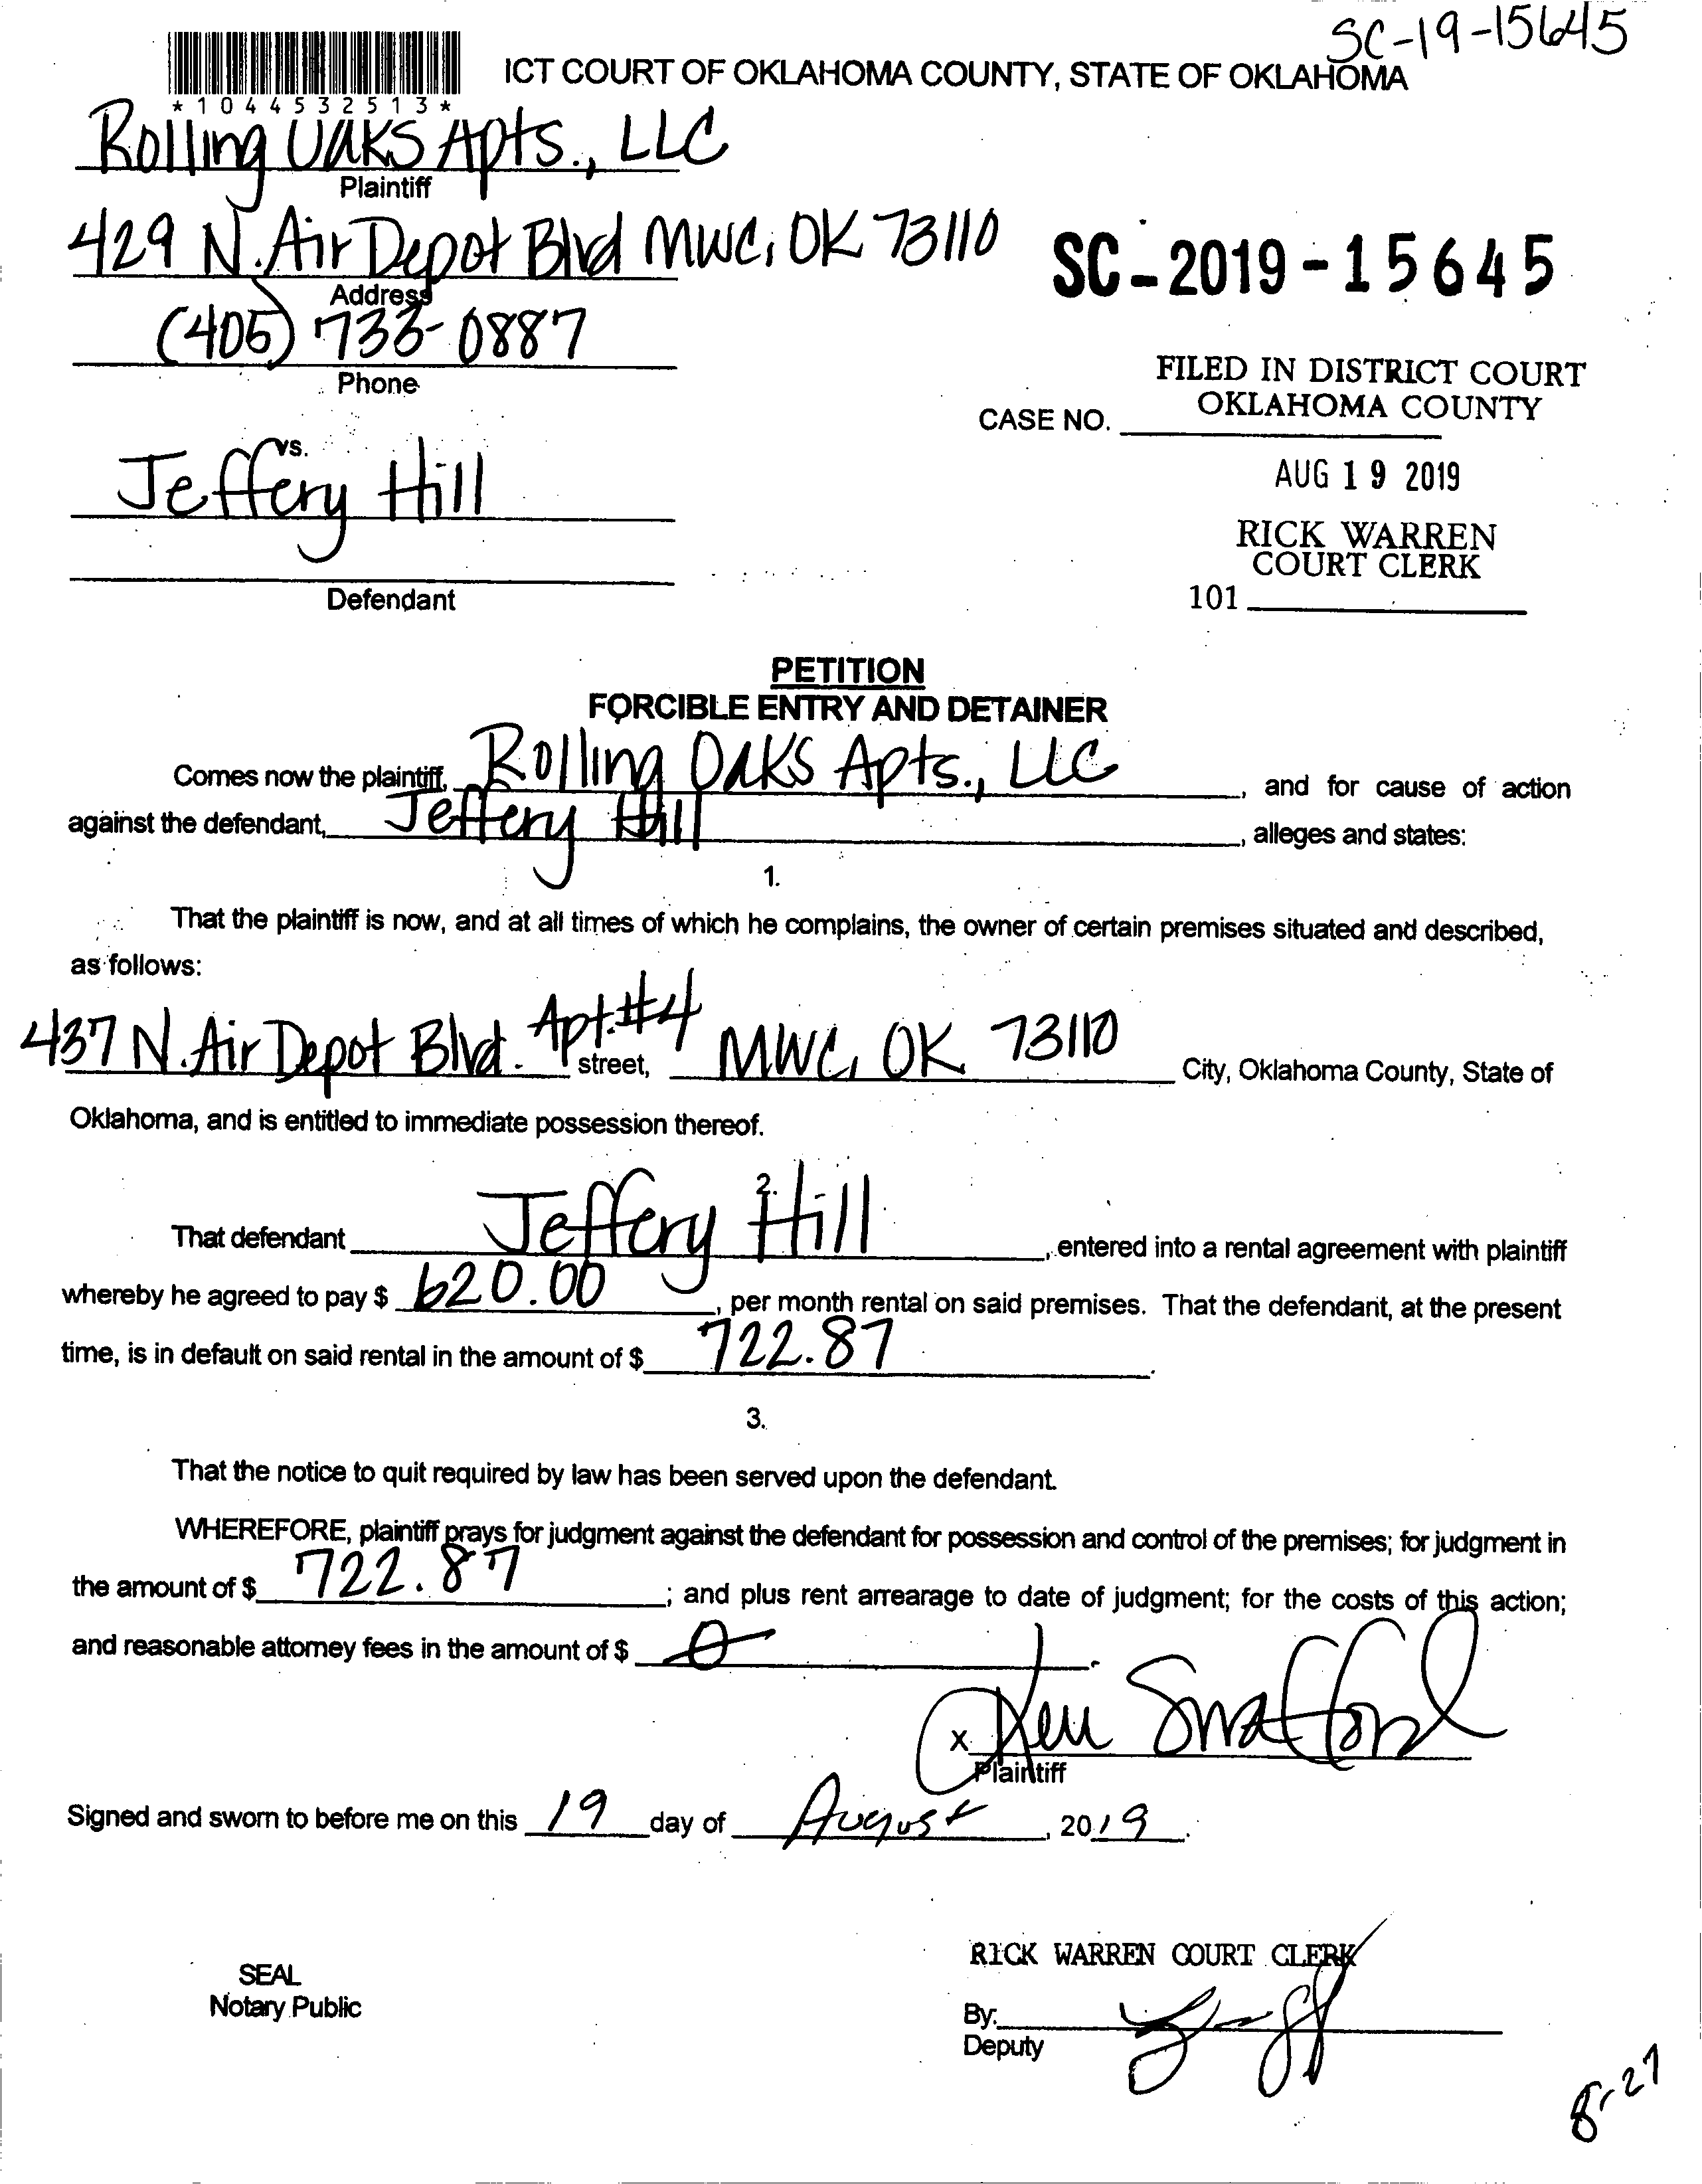 SC-19-15645
ICT COURT OF OKLAHOMA COUNTY, STATE OF OKLAHOMA
*1044532513*
Rolling Oaks Apts., LLC
Plaintiff
429 N. Air Depot Blvd MWC, OK 73110
Address
SC-2019-15645
(405) 733-0887
Phone
FILED IN DISTRICT COURT
OKLAHOMA COUNTY
CASE NO.
vs.
Jeffery Hill
AUG 19 2019
RICK WARREN
COURT CLERK
101
Defendant
PETITION
FORCIBLE ENTRY AND DETAINER
Comes now the plaintiff, Rolling Oaks Apts., LLC, and for cause of action
against the defendant, Jeffery Hill, alleges and states:
1.
That the plaintiff is now, and at all times of which he complains, the owner of certain premises situated and described,
as follows:
437 N. Air Depot Blvd. Apt. #4 street, MWC, OK 73110 City, Oklahoma County, State of
Oklahoma, and is entitled to immediate possession thereof.
2.
That defendant Jeffery Hill, entered into a rental agreement with plaintiff
whereby he agreed to pay $ 620.00, per month rental on said premises. That the defendant, at the present
time, is in default on said rental in the amount of $ 722.87.
3.
That the notice to quit required by law has been served upon the defendant.
WHEREFORE, plaintiff prays for judgment against the defendant for possession and control of the premises; for judgment in
the amount of $ 722.87; and plus rent arrearage to date of judgment; for the costs of this action;
and reasonable attorney fees in the amount of $ 0.
x Keri Swafford
Plaintiff
Signed and sworn to before me on this 19 day of August, 2019.
RICK WARREN COURT CLERK
SEAL
Notary Public
By:
Deputy
8-27